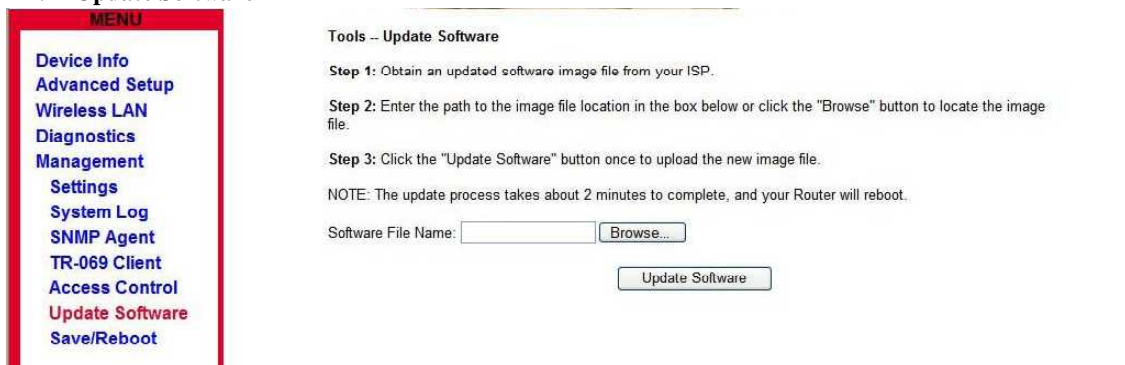 MENU
Device Info
Advanced Setup
Wireless LAN
Diagnostics
Management
Settings
System Log
SNMP Agent
TR-069 Client
Access Control
Update Software
Save/Reboot
Tools -- Update Software
Step 1: Obtain an updated software image file from your ISP.
Step 2: Enter the path to the image file location in the box below or click the "Browse" button to locate the image
file.
Step 3: Click the "Update Software" button once to upload the new image file.
NOTE: The update process takes about 2 minutes to complete, and your Router will reboot.
Software File Name: Browse...
Update Software